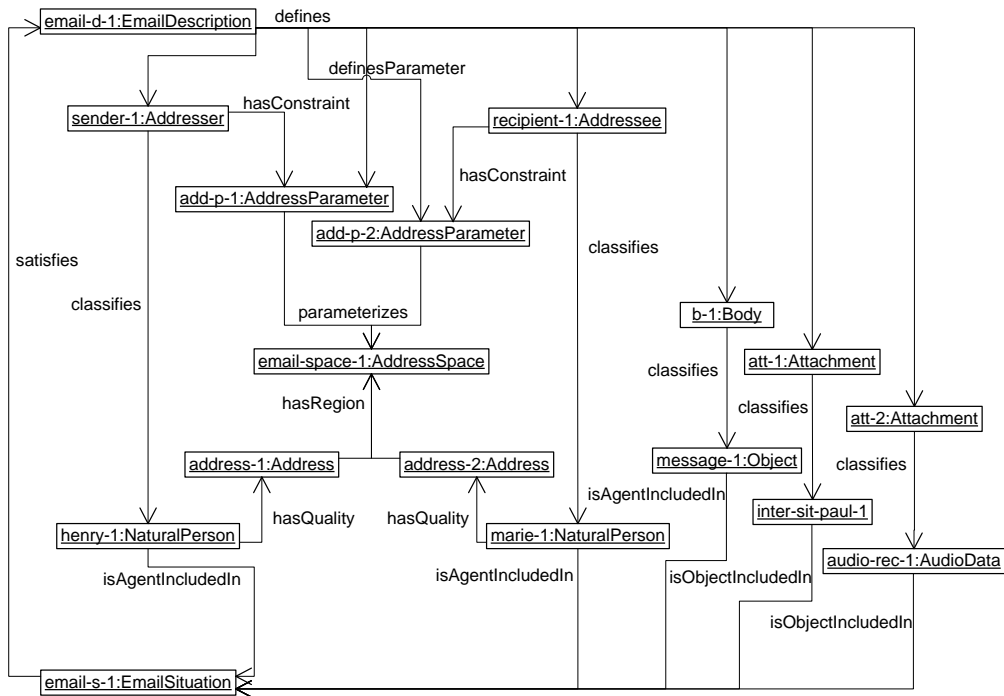 email-d-1:EmailDescription
defines
definesParameter
hasConstraint
sender-1:Addresser
recipient-1:Addressee
hasConstraint
add-p-1:AddressParameter
add-p-2:AddressParameter
satisfies
classifies
classifies
parameterizes
b-1:Body
email-space-1:AddressSpace
att-1:Attachment
classifies
hasRegion
classifies
att-2:Attachment
address-1:Address
address-2:Address
message-1:Object
classifies
isAgentIncludedIn
inter-sit-paul-1
hasQuality
hasQuality
henry-1:NaturalPerson
marie-1:NaturalPerson
audio-rec-1:AudioData
isAgentIncludedIn
isAgentIncludedIn
isObjectIncludedIn
isObjectIncludedIn
email-s-1:EmailSituation